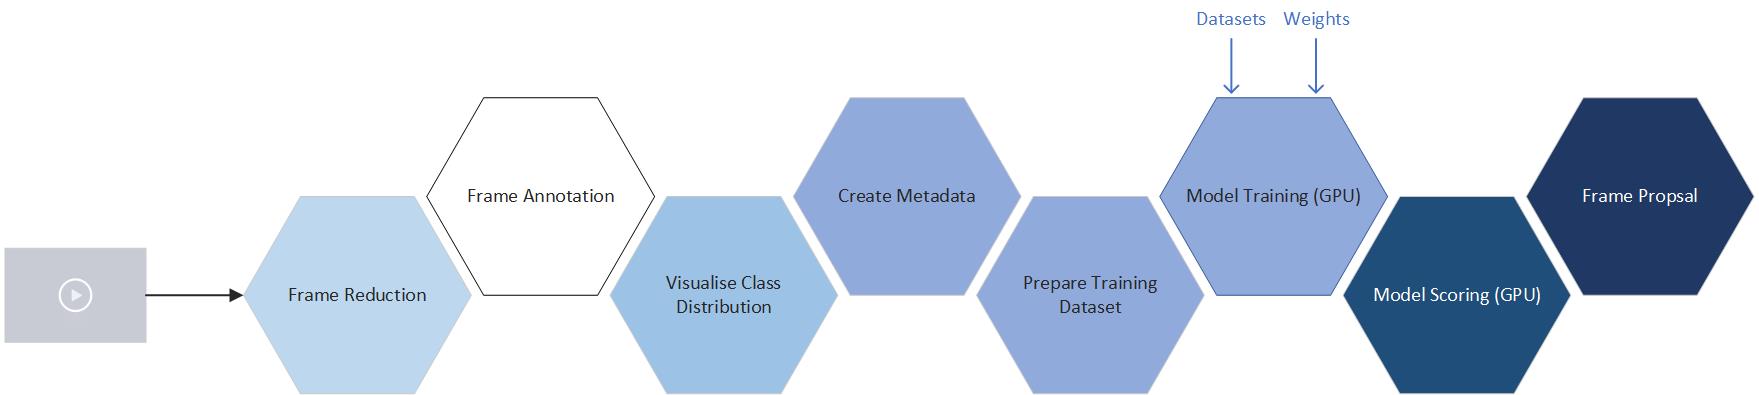 Datasets Weights
Frame Reduction
Frame Annotation
Visualise Class
Distribution
Create Metadata
Prepare Training
Dataset
Model Training (GPU)
Model Scoring (GPU)
Frame Propsal